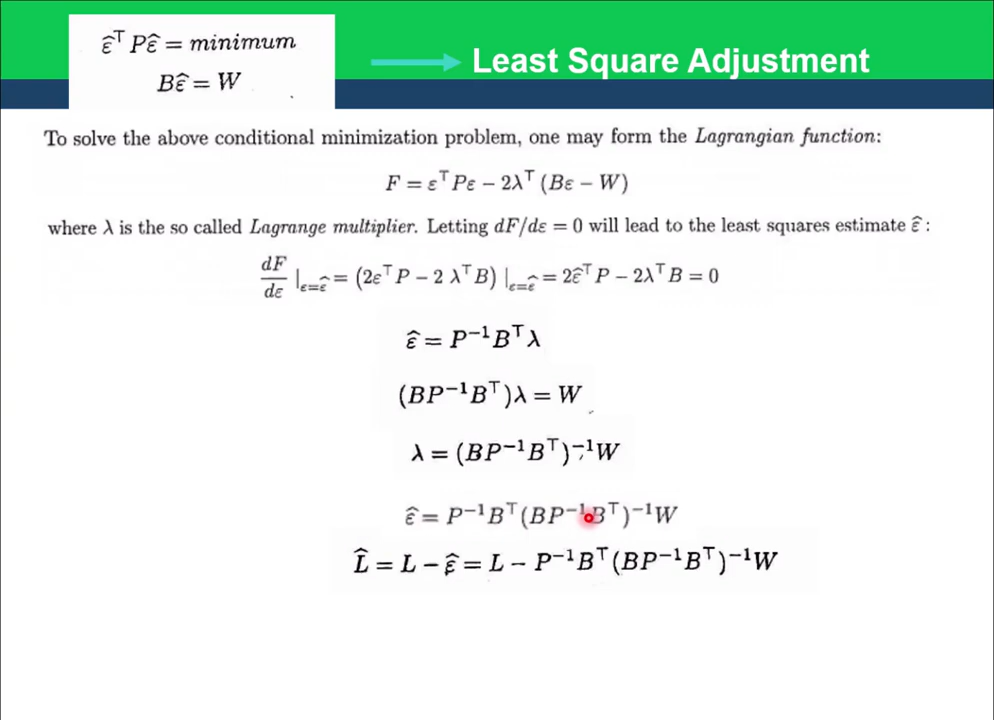 ε̂ᵀ Pε̂ = minimum
Bε̂ = W
Least Square Adjustment
To solve the above conditional minimization problem, one may form the Lagrangian function:
F = εᵀPε − 2λᵀ (Bε − W)
where λ is the so called Lagrange multiplier. Letting dF/dε = 0 will lead to the least squares estimate ε̂ :
dF/dε |ε=ε̂ = (2εᵀP − 2 λᵀB) |ε=ε̂ = 2ε̂ᵀP − 2λᵀB = 0
ε̂ = P⁻¹Bᵀλ
(BP⁻¹Bᵀ)λ = W
λ = (BP⁻¹Bᵀ)⁻¹W
ε̂ = P⁻¹Bᵀ(BP⁻¹Bᵀ)⁻¹W
L̂ = L − ε̂ = L − P⁻¹Bᵀ(BP⁻¹Bᵀ)⁻¹W